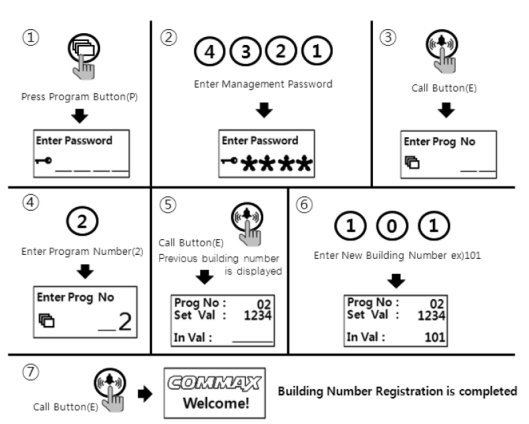 ①
Press Program Button(P)
Enter Password
②
4 3 2 1
Enter Management Password
Enter Password
****
③
Call Button(E)
Enter Prog No
④
2
Enter Program Number(2)
Enter Prog No
_2
⑤
Call Button(E)
Previous building number
is displayed
Prog No : 02
Set Val : 1234
In Val :
⑥
1 0 1
Enter New Building Number ex)101
Prog No : 02
Set Val : 1234
In Val : 101
⑦
Call Button(E)
COMMAX
Welcome!
Building Number Registration is completed